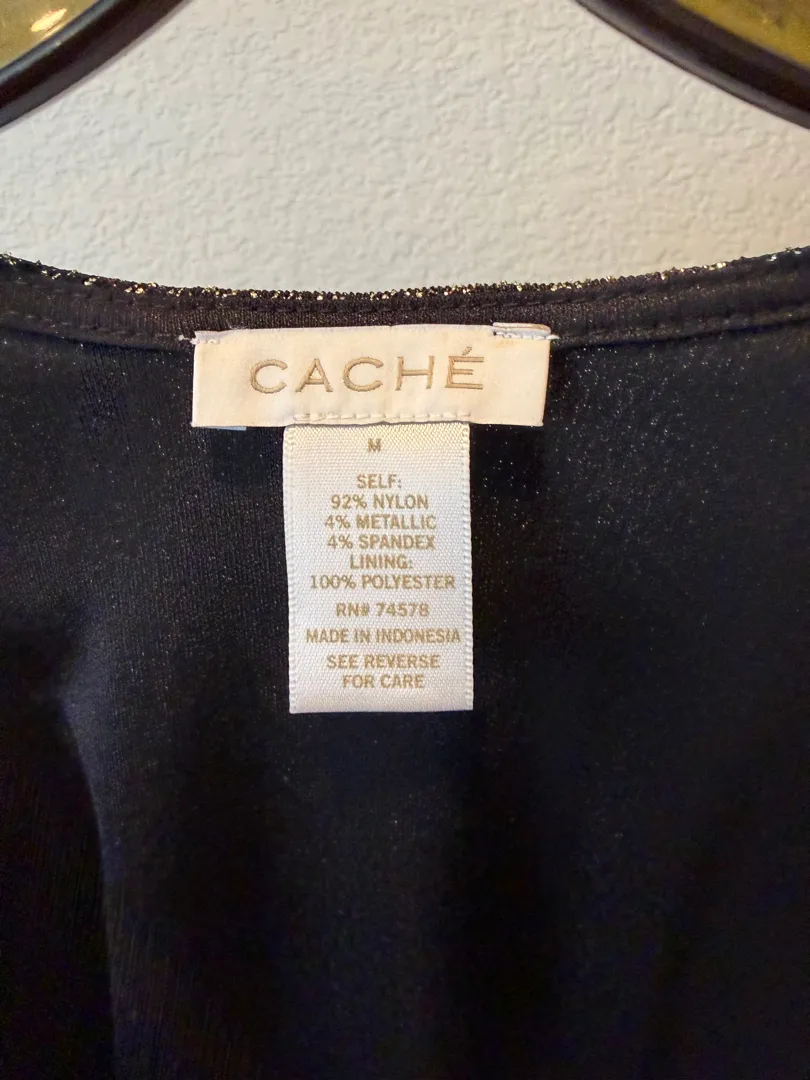 CACHÉ
M
SELF:
92% NYLON
4% METALLIC
4% SPANDEX
LINING:
100% POLYESTER
RN# 74578
MADE IN INDONESIA
SEE REVERSE
FOR CARE